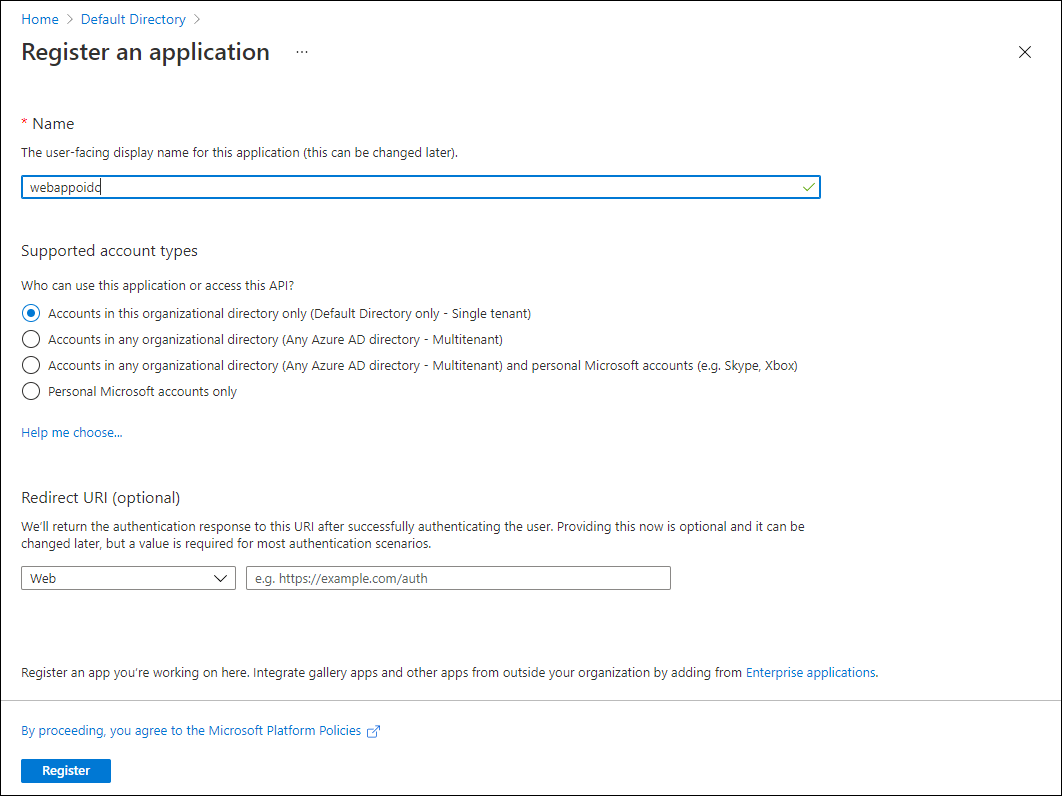 Home > Default Directory >
Register an application ...
* Name
The user-facing display name for this application (this can be changed later).
webappoidc
Supported account types
Who can use this application or access this API?
Accounts in this organizational directory only (Default Directory only - Single tenant)
Accounts in any organizational directory (Any Azure AD directory - Multitenant)
Accounts in any organizational directory (Any Azure AD directory - Multitenant) and personal Microsoft accounts (e.g. Skype, Xbox)
Personal Microsoft accounts only
Help me choose...
Redirect URI (optional)
We'll return the authentication response to this URI after successfully authenticating the user. Providing this now is optional and it can be
changed later, but a value is required for most authentication scenarios.
Web e.g. https://example.com/auth
Register an app you're working on here. Integrate gallery apps and other apps from outside your organization by adding from Enterprise applications.
By proceeding, you agree to the Microsoft Platform Policies
Register